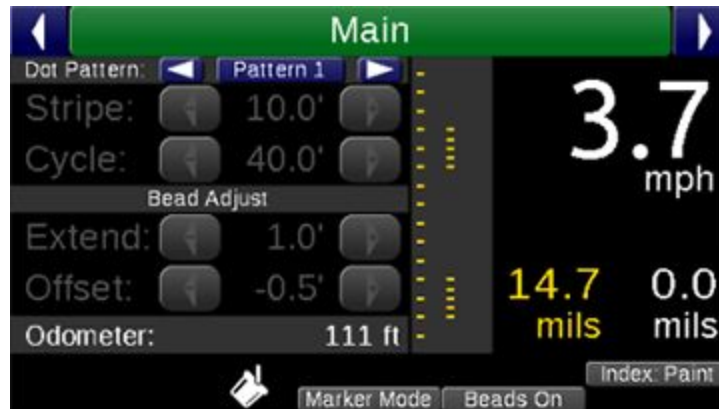 Main
Dot Pattern: Pattern 1
Stripe: 10.0'
Cycle: 40.0'
Bead Adjust
Extend: 1.0'
Offset: -0.5'
Odometer: 111 ft
3.7
mph
14.7 0.0
mils mils
Index: Paint
Marker Mode Beads On